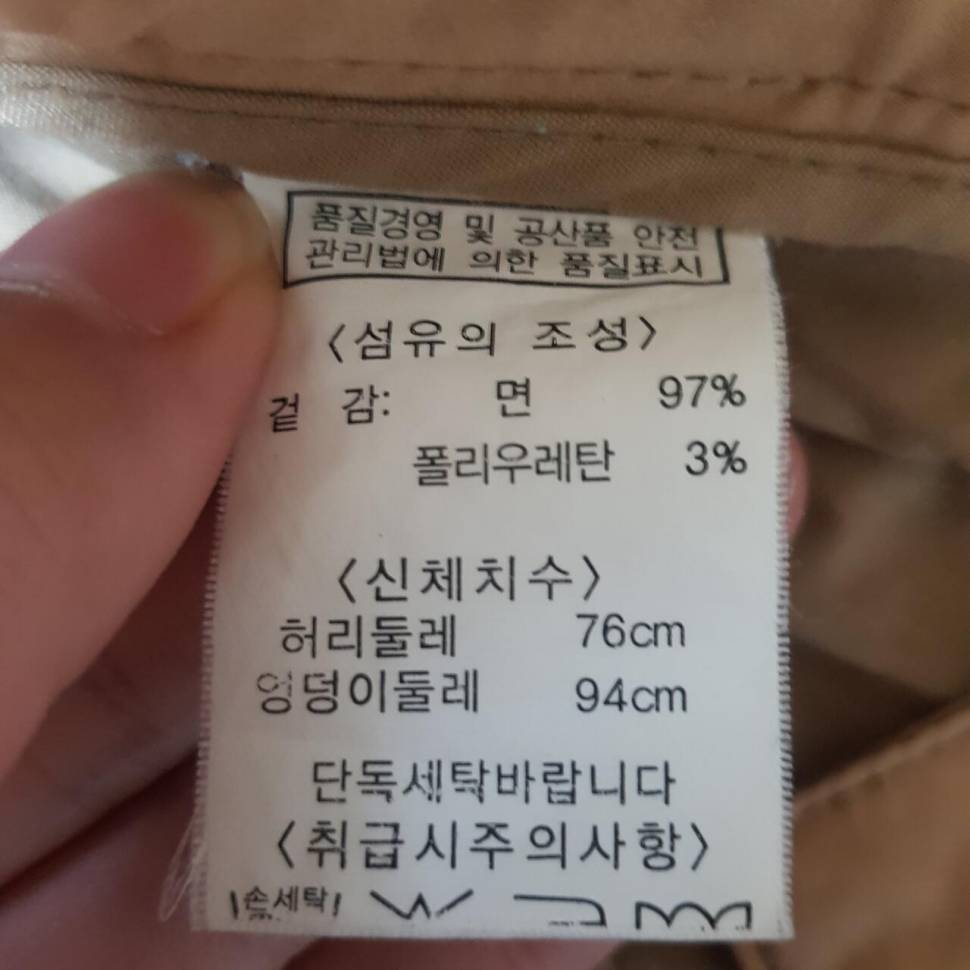 품질경영 및 공산품 안전
관리법에 의한 품질표시
〈섬유의 조성〉
겉 감: 면 97%
폴리우레탄 3%
〈신체치수〉
허리둘레 76cm
엉덩이둘레 94cm
단독세탁바랍니다
〈취급시주의사항〉
손세탁